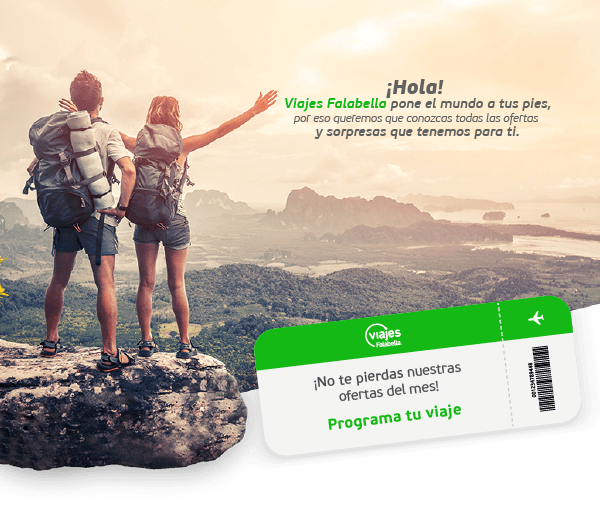 ¡Hola!
Viajes Falabella pone el mundo a tus pies,
por eso queremos que conozcas todas las ofertas
y sorpresas que tenemos para ti.
viajes
Falabella
¡No te pierdas nuestras
ofertas del mes!
Programa tu viaje